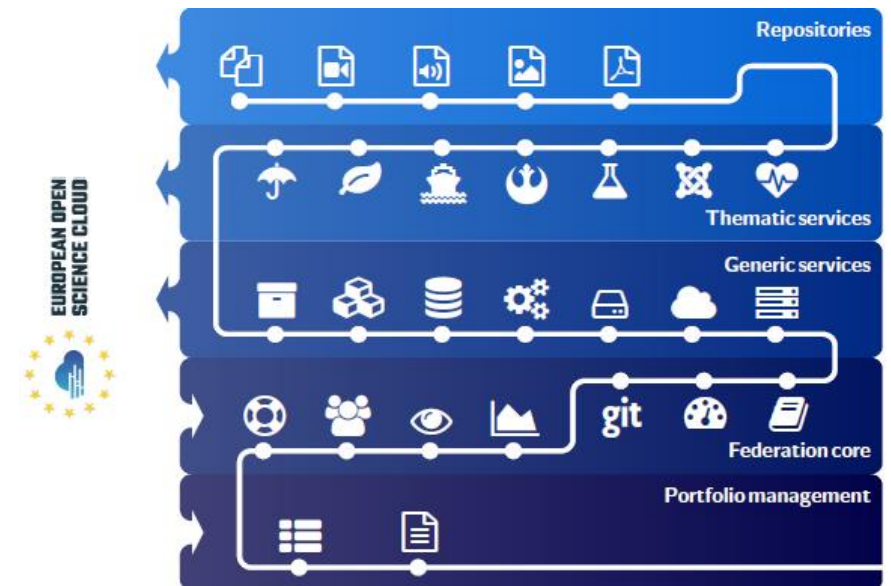 EUROPEAN OPEN
SCIENCE CLOUD
Repositories
Thematic services
Generic services
git
Federation core
Portfolio management